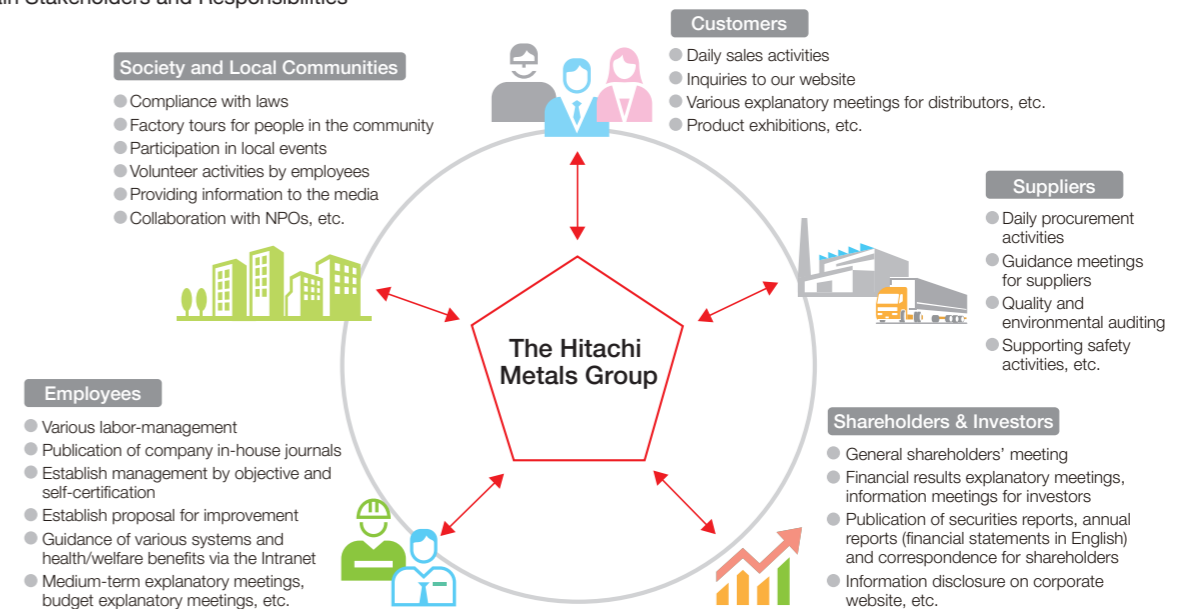 Stakeholders and Responsibilities
Customers
Daily sales activities
Inquiries to our website
Various explanatory meetings for distributors, etc.
Product exhibitions, etc.
Society and Local Communities
Compliance with laws
Factory tours for people in the community
Participation in local events
Volunteer activities by employees
Providing information to the media
Collaboration with NPOs, etc.
Suppliers
Daily procurement
activities
Guidance meetings
for suppliers
Quality and
environmental auditing
Supporting safety
activities, etc.
The Hitachi
Metals Group
Employees
Various labor-management
Publication of company in-house journals
Establish management by objective and
self-certification
Establish proposal for improvement
Guidance of various systems and
health/welfare benefits via the Intranet
Medium-term explanatory meetings,
budget explanatory meetings, etc.
Shareholders & Investors
General shareholders' meeting
Financial results explanatory meetings,
information meetings for investors
Publication of securities reports, annual
reports (financial statements in English)
and correspondence for shareholders
Information disclosure on corporate
website, etc.